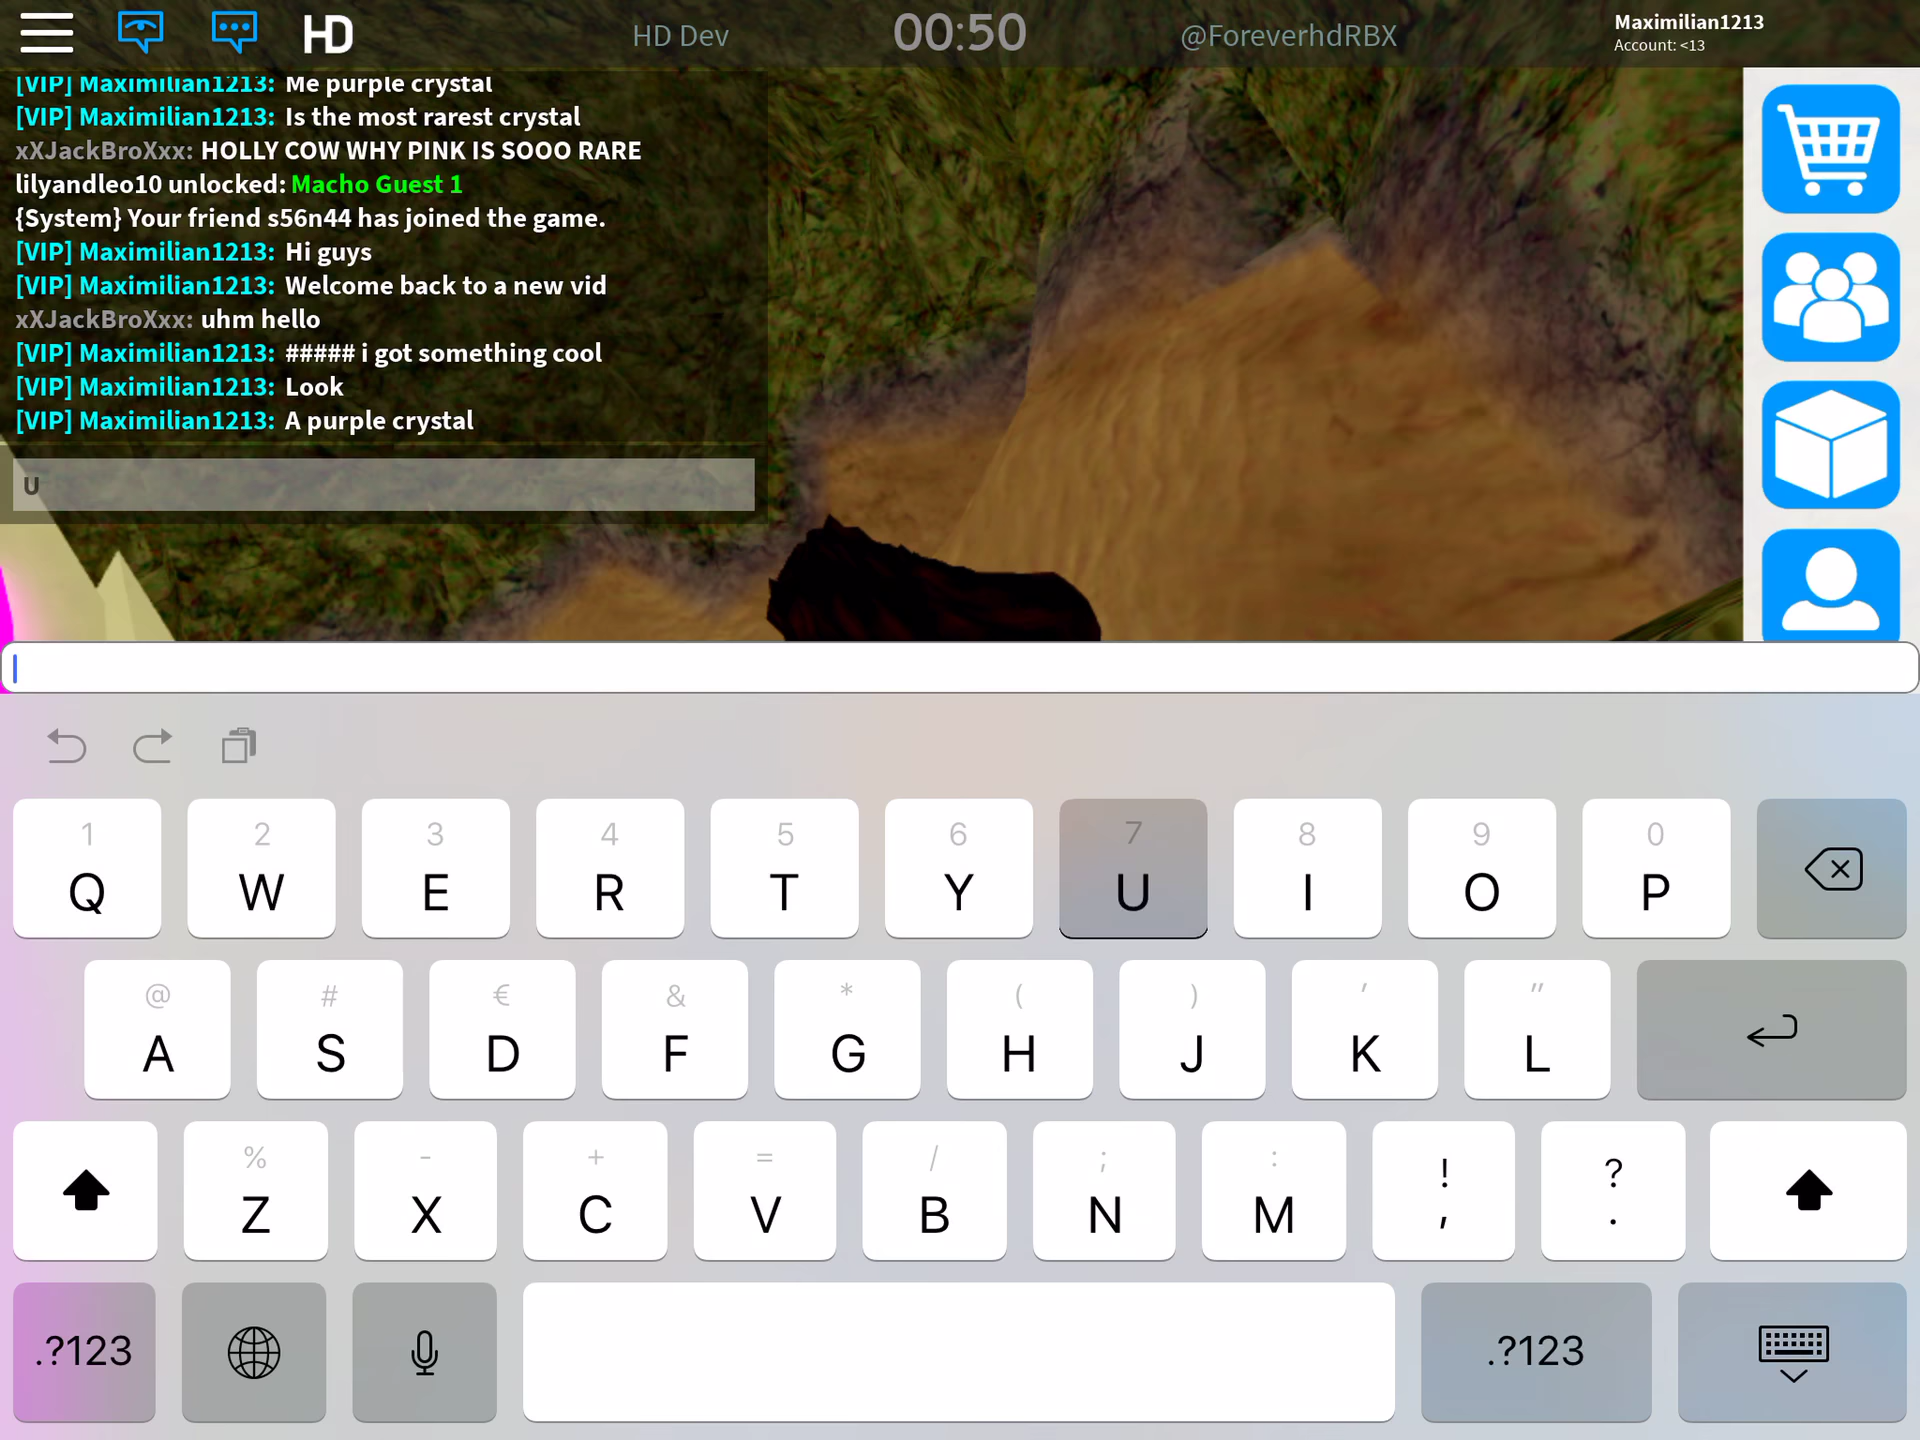 HD HD Dev 00:50 @ForeverhdRBX Maximilian1213
Account: <13
[VIP] Maximilian1213: Me purple crystal
[VIP] Maximilian1213: Is the most rarest crystal
xXJackBroXxx: HOLLY COW WHY PINK IS SOOO RARE
lilyandleo10 unlocked: Macho Guest 1
{System} Your friend s56n44 has joined the game.
[VIP] Maximilian1213: Hi guys
[VIP] Maximilian1213: Welcome back to a new vid
xXJackBroXxx: uhm hello
[VIP] Maximilian1213: ##### i got something cool
[VIP] Maximilian1213: Look
[VIP] Maximilian1213: A purple crystal
U
1 2 3 4 5 6 7 8 9 0
Q W E R T Y U I O P
@ # € & * ( ) ' "
A S D F G H J K L
% - + = / ; : ! ?
Z X C V B N M , .
.?123 .?123